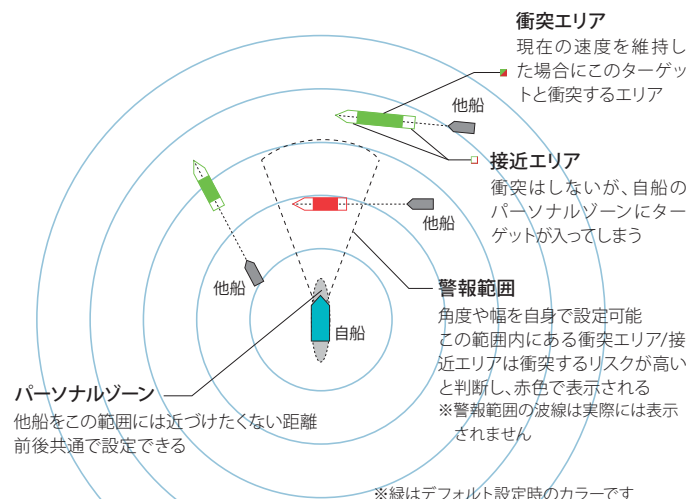 衝突エリア
現在の速度を維持し
た場合にこのターゲッ
トと衝突するエリア
他船
接近エリア
衝突はしないが、自船の
パーソナルゾーンにター
ゲットが入ってしまう
他船
他船
警報範囲
角度や幅を自身で設定可能
この範囲内にある衝突エリア/接
近エリアは衝突するリスクが高い
と判断し、赤色で表示される
※警報範囲の波線は実際には表示
されません
自船
パーソナルゾーン
他船をこの範囲には近づけたくない距離
前後共通で設定できる
※緑はデフォルト設定時のカラーです